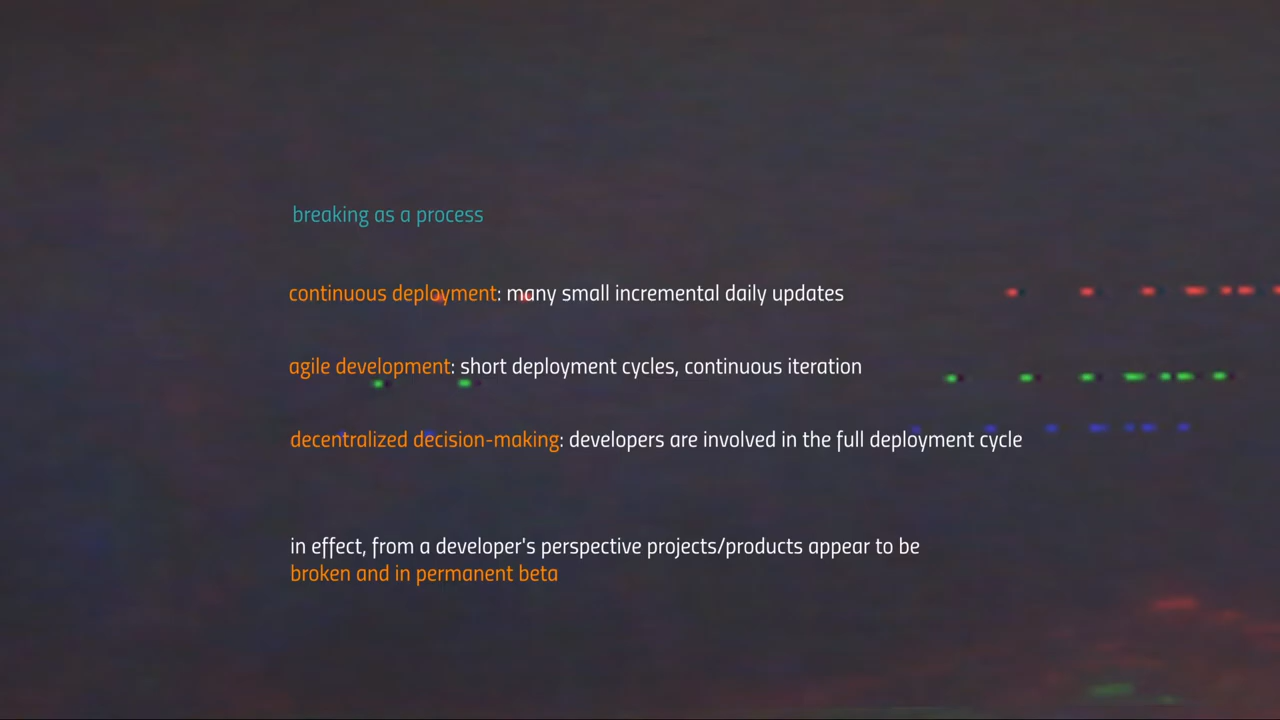 breaking as a process
continuous deployment: many small incremental daily updates
agile development: short deployment cycles, continuous iteration
decentralized decision-making: developers are involved in the full deployment cycle
in effect, from a developer's perspective projects/products appear to be
broken and in permanent beta